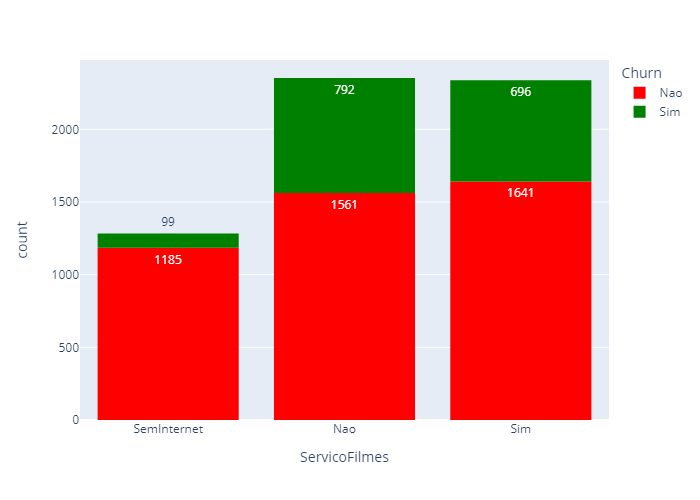 Churn
Nao
Sim
count
2000
1500
1000
500
0
99
1185
792
1561
696
1641
SemInternet
Nao
Sim
ServicoFilmes